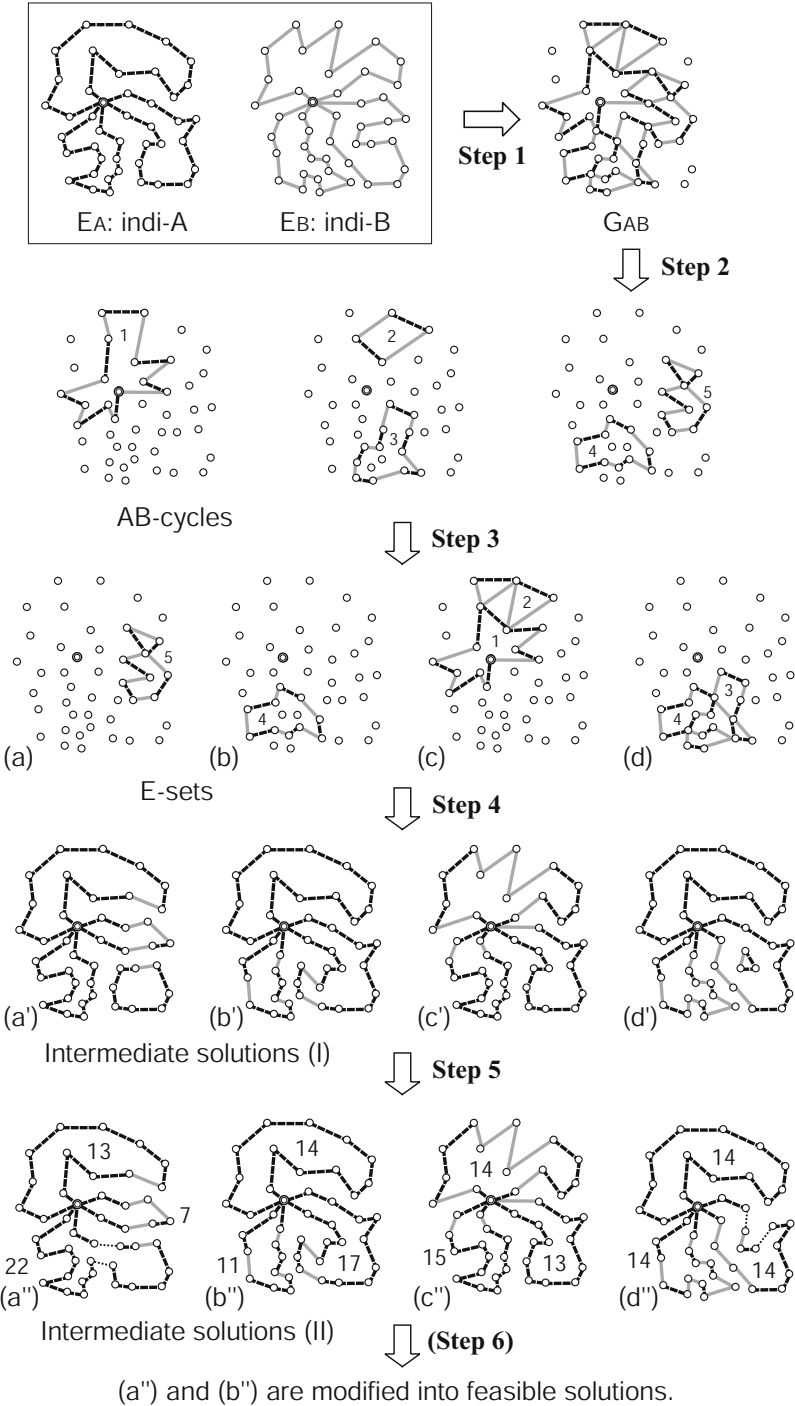 EA: indi-A
EB: indi-B
Step 1
GAB
Step 2
1
2
3
4
5
AB-cycles
Step 3
5
4
2
1
3
4
(a)
(b)
(c)
(d)
E-sets
Step 4
(a')
(b')
(c')
(d')
Intermediate solutions (I)
Step 5
13
7
22
14
11
17
14
15
13
14
14
14
(a'')
(b'')
(c'')
(d'')
Intermediate solutions (II)
(Step 6)
(a'') and (b'') are modified into feasible solutions.